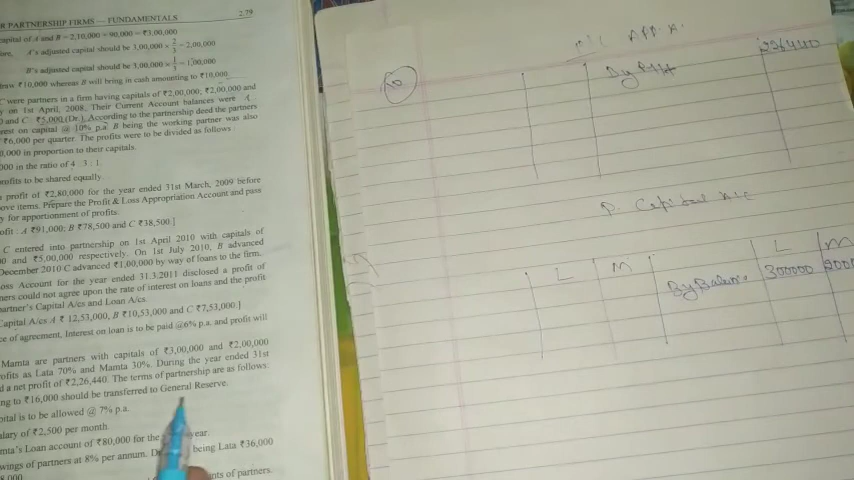 R PARTNERSHIP FIRMS — FUNDAMENTALS
2.79
capital of A and B = 2,10,000 + 90,000 = ₹3,00,000
A's adjusted capital should be 3,00,000 × 2/3 = 2,00,000
B's adjusted capital should be 3,00,000 × 1/3 = 1,00,000
₹10,000 whereas B will bring in cash amounting to ₹10,000
C were partners in a firm having capitals of ₹2,00,000; ₹2,00,000 and
y on 1st April, 2008. Their Current Account balances were A
and C : ₹5,000 (Dr.). According to the partnership deed the partners
rest on capital @ 10% p.a. B being the working partner was also
₹6,000 per quarter. The profits were to be divided as follows :
0,000 in proportion to their capitals.
000 in the ratio of 4 : 3 : 1.
rofits to be shared equally.
profit of ₹2,80,000 for the year ended 31st March, 2009 before
ove items. Prepare the Profit & Loss Appropriation Account and pass
y for apportionment of profits.
ofit : A ₹91,000; B ₹78,500 and C ₹38,500.]
C entered into partnership on 1st April 2010 with capitals of
0 and ₹5,00,000 respectively. On 1st July 2010, B advanced
December 2010 C advanced ₹1,00,000 by way of loans to the firm.
oss Account for the year ended 31.3.2011 disclosed a profit of
ners could not agree upon the rate of interest on loans and the profit
partner's Capital A/cs and Loan A/cs.
Capital A/cs A ₹ 12,53,000, B ₹10,53,000 and C ₹7,53,000.]
ce of agreement, Interest on loan is to be paid @6% p.a. and profit will
Mamta are partners with capitals of ₹3,00,000 and ₹2,00,000
ofits as Lata 70% and Mamta 30%. During the year ended 31st
d a net profit of ₹2,26,440. The terms of partnership are as follows:
ng to ₹16,000 should be transferred to General Reserve.
pital is to be allowed @ 7% p.a.
alary of ₹2,500 per month.
mta's Loan account of ₹80,000 for the year.
wings of partners at 8% per annum. being Lata ₹36,000
8,000.
nts of partners.
P. Capital A/c
L M L M
By Balan 300000